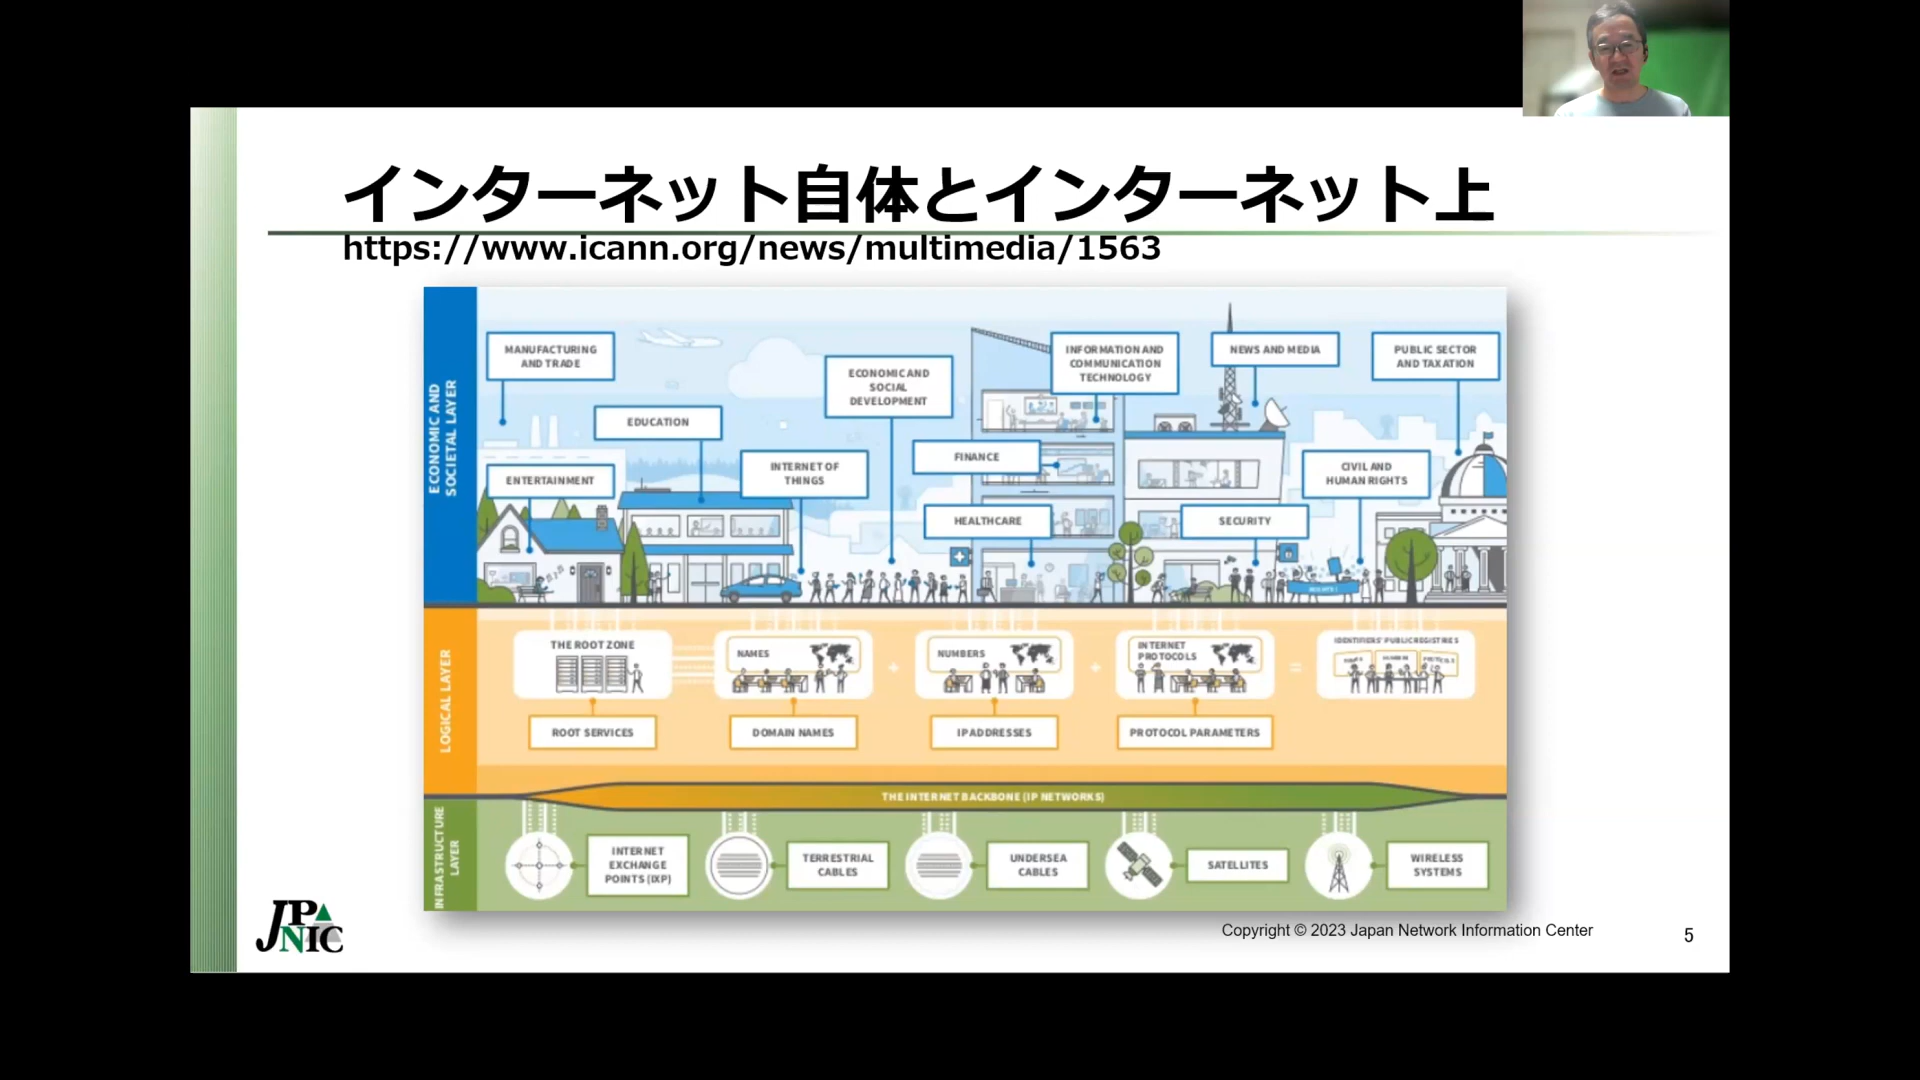 インターネット自体とインターネット上
https://www.icann.org/news/multimedia/1563
ECONOMIC AND
SOCIETAL LAYER
MANUFACTURING
AND TRADE
EDUCATION
ENTERTAINMENT
INTERNET OF
THINGS
ECONOMIC AND
SOCIAL
DEVELOPMENT
FINANCE
HEALTHCARE
INFORMATION AND
COMMUNICATION
TECHNOLOGY
NEWS AND MEDIA
SECURITY
PUBLIC SECTOR
AND TAXATION
CIVIL AND
HUMAN RIGHTS
LOGICAL LAYER
THE ROOT ZONE
NAMES
NUMBERS
INTERNET
PROTOCOLS
IDENTIFIERS' PUBLIC REGISTRIES
+
+
=
ROOT SERVICES
DOMAIN NAMES
IP ADDRESSES
PROTOCOL PARAMETERS
THE INTERNET BACKBONE (IP NETWORKS)
INFRASTRUCTURE
LAYER
INTERNET
EXCHANGE
POINTS (IXP)
TERRESTRIAL
CABLES
UNDERSEA
CABLES
SATELLITES
WIRELESS
SYSTEMS
JP
NIC
Copyright © 2023 Japan Network Information Center
5